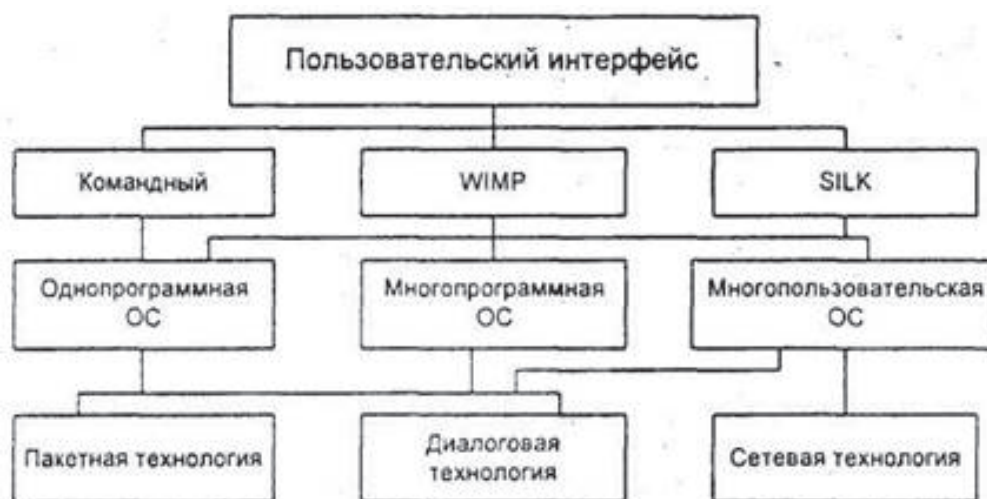 Пользовательский интерфейс
Командный
WIMP
SILK
Однопрограммная
ОС
Многопрограммная
ОС
Многопользовательская
ОС
Пакетная технология
Диалоговая
технология
Сетевая технология